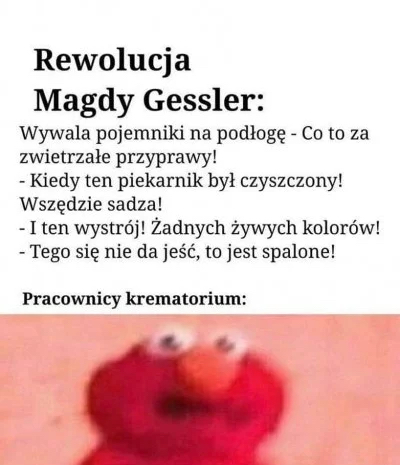 Rewolucja
Magdy Gessler:
Wywala pojemniki na podłogę - Co to za
zwietrzałe przyprawy!
- Kiedy ten piekarnik był czyszczony!
Wszędzie sadza!
- I ten wystrój! Żadnych żywych kolorów!
- Tego się nie da jeść, to jest spalone!
Pracownicy krematorium: